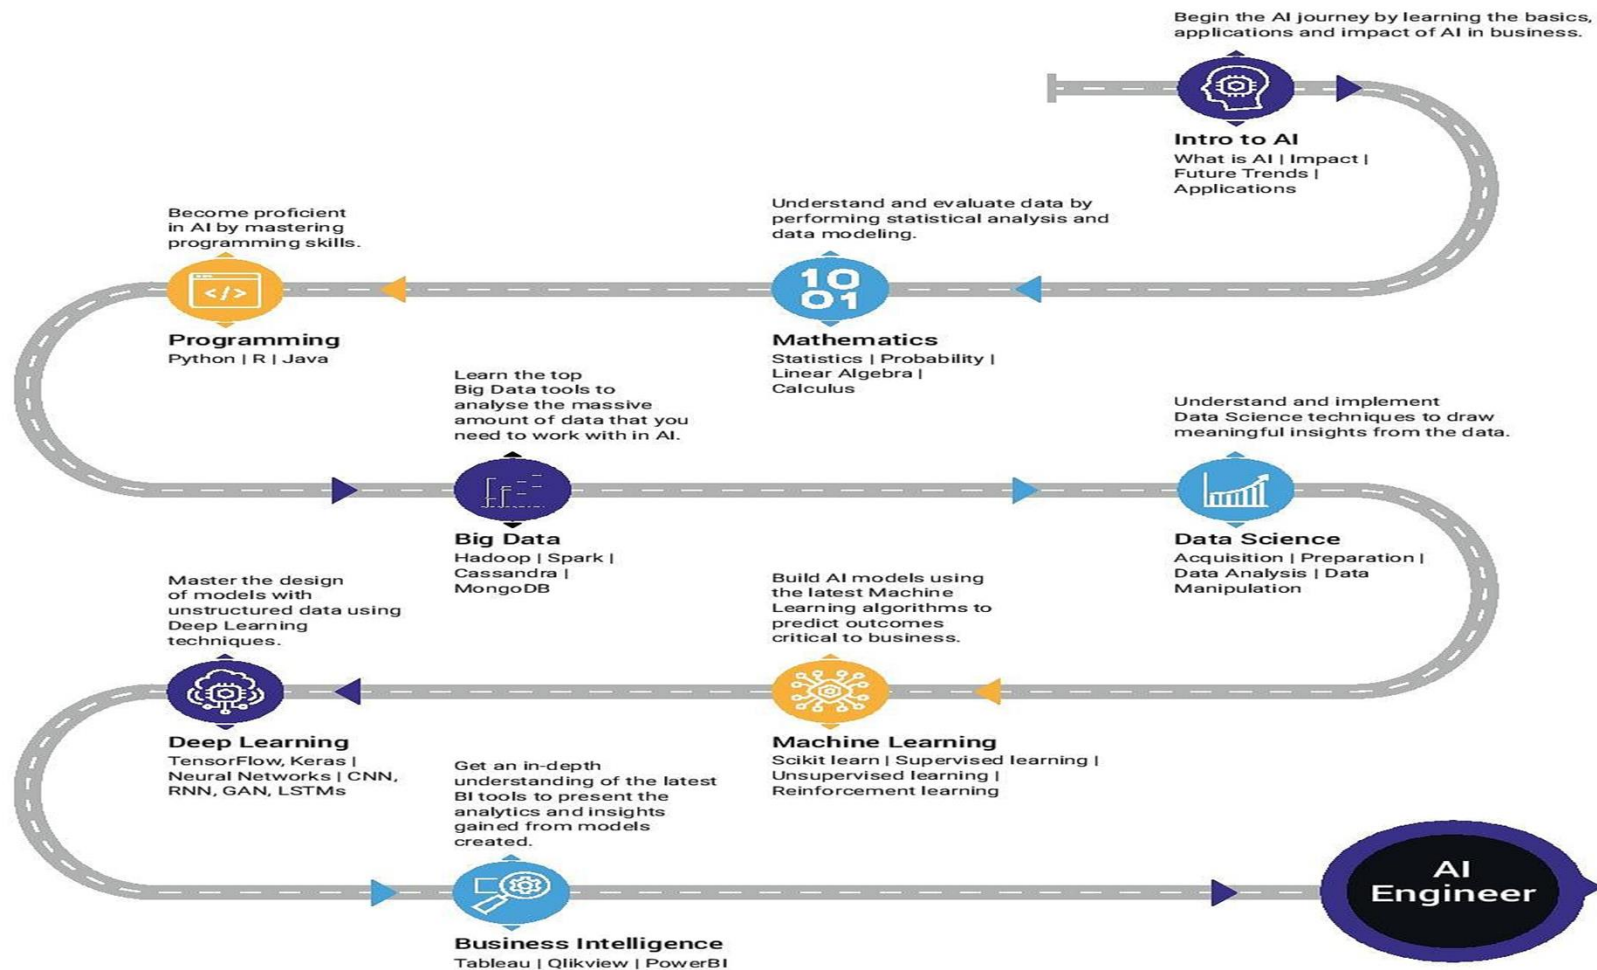 Begin the AI journey by learning the basics,
applications and impact of AI in business.
Intro to AI
What is AI | Impact |
Future Trends |
Applications
Understand and evaluate data by
performing statistical analysis and
data modeling.
10
01
Mathematics
Statistics | Probability |
Linear Algebra |
Calculus
Become proficient
in AI by mastering
programming skills.
</>
Programming
Python | R | Java
Learn the top
Big Data tools to
analyse the massive
amount of data that you
need to work with in AI.
Big Data
Hadoop | Spark |
Cassandra |
MongoDB
Understand and implement
Data Science techniques to draw
meaningful insights from the data.
Data Science
Acquisition | Preparation |
Data Analysis | Data
Manipulation
Build AI models using
the latest Machine
Learning algorithms to
predict outcomes
critical to business.
Machine Learning
Scikit learn | Supervised learning |
Unsupervised learning |
Reinforcement learning
Master the design
of models with
unstructured data using
Deep Learning
techniques.
Deep Learning
TensorFlow, Keras |
Neural Networks | CNN,
RNN, GAN, LSTMs
Get an in-depth
understanding of the latest
BI tools to present the
analytics and insights
gained from models
created.
Business Intelligence
Tableau | Qlikview | PowerBI
AI
Engineer